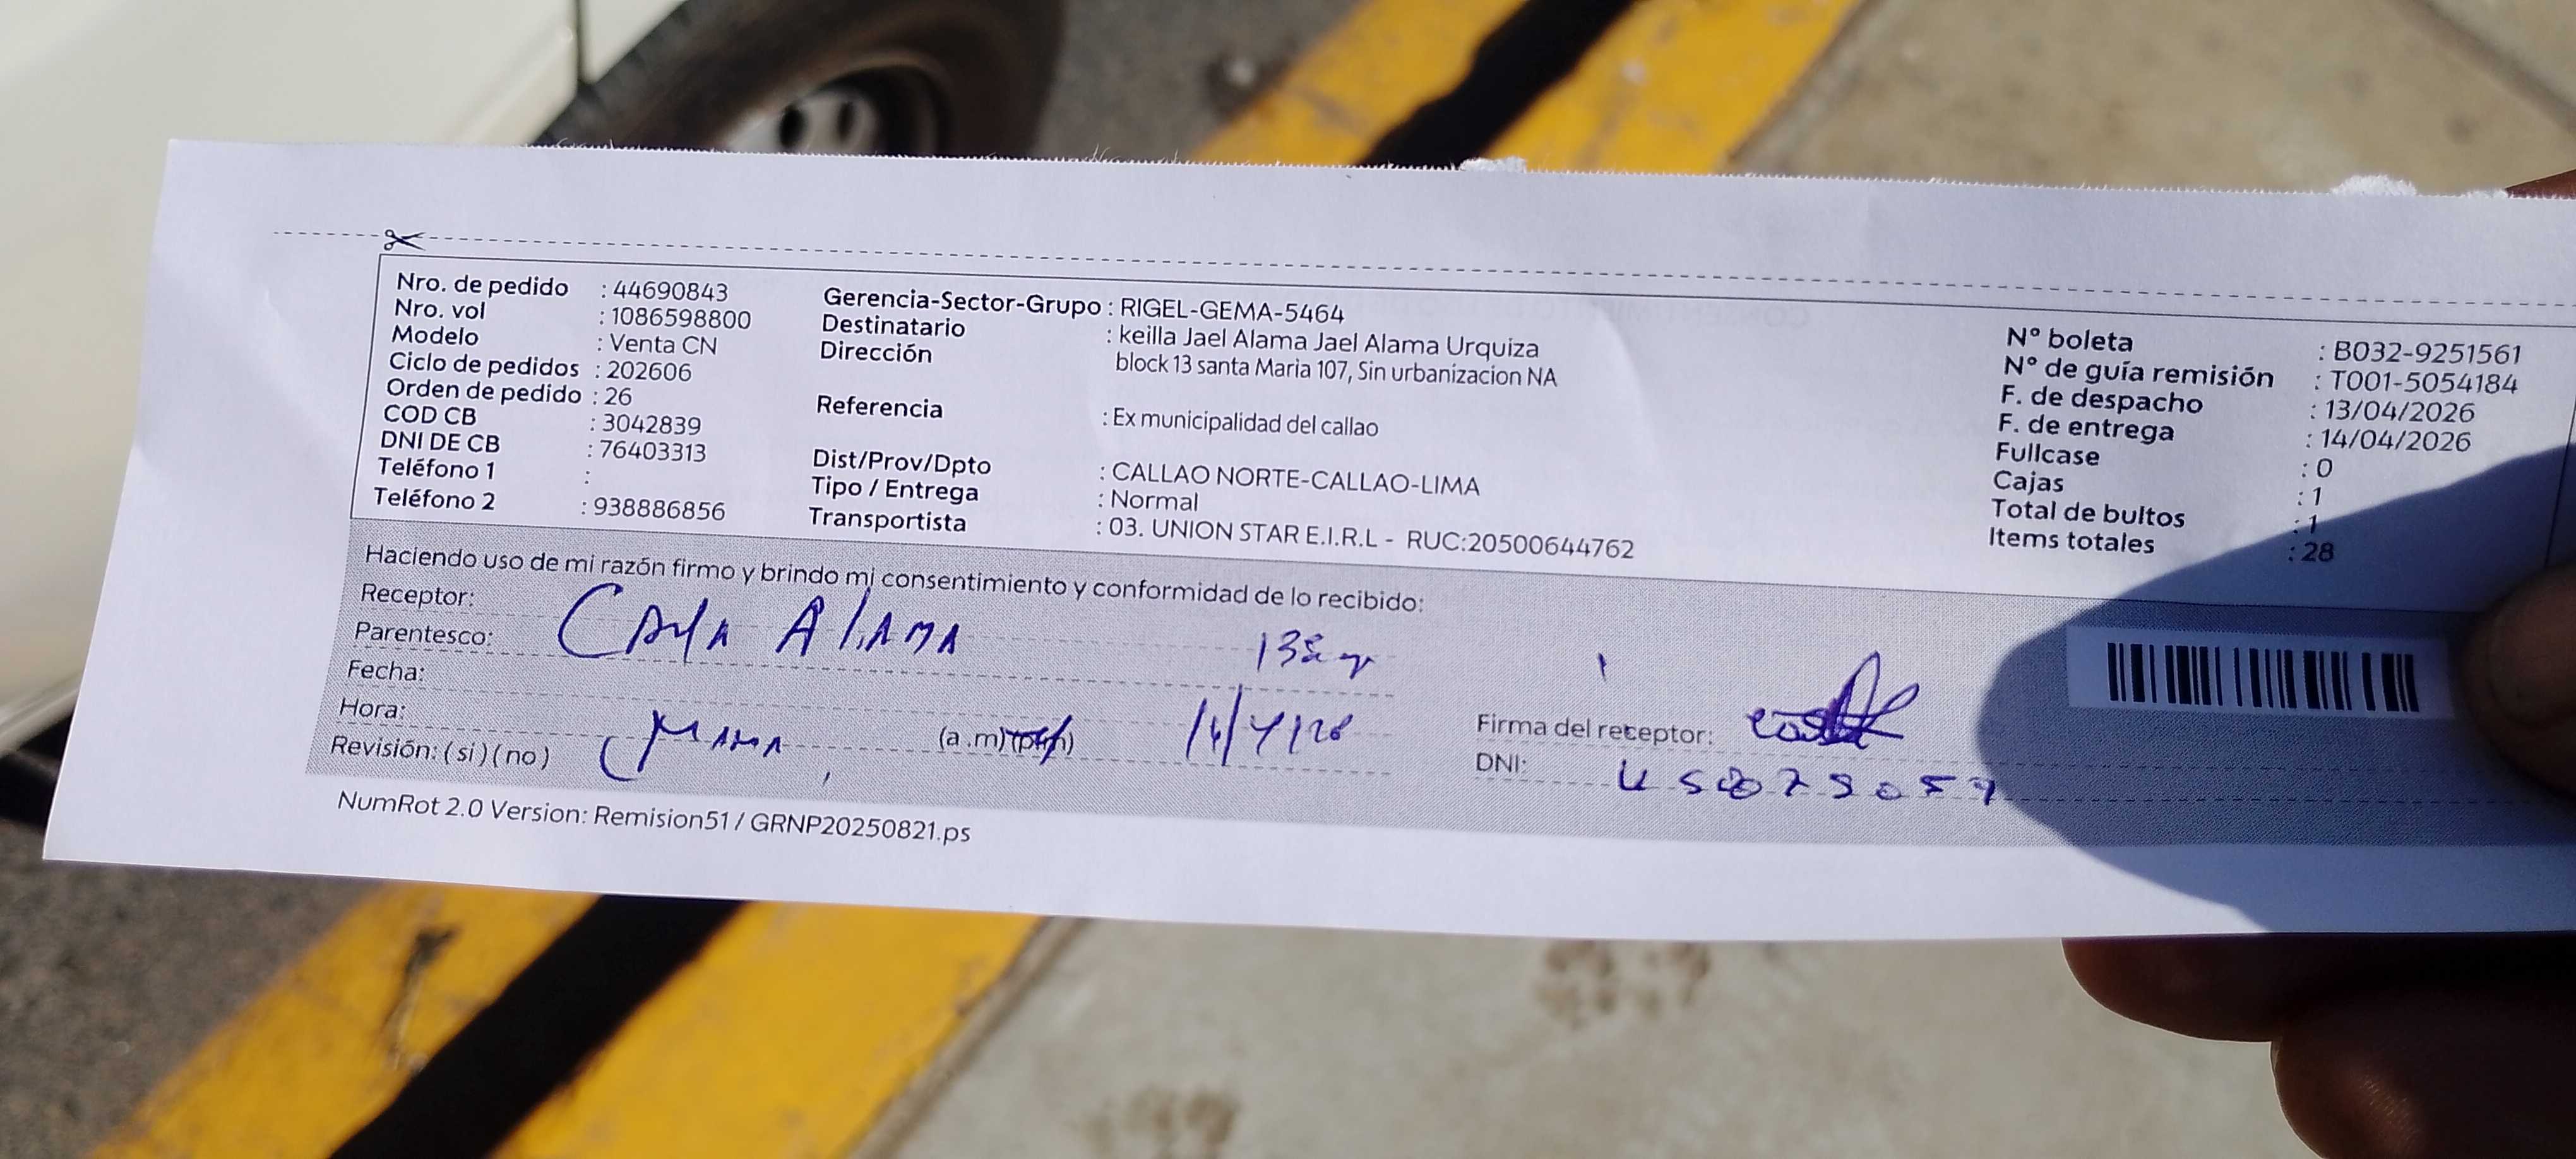 Nro. de pedido : 44690843
Nro. vol : 1086598800
Modelo : Venta CN
Ciclo de pedidos : 202606
Orden de pedido : 26
COD CB : 3042839
DNI DE CB : 76403313
Teléfono 1 :
Teléfono 2 : 938886856
Gerencia-Sector-Grupo : RIGEL-GEMA-5464
Destinatario : keilla Jael Alama Jael Alama Urquiza
Dirección block 13 santa Maria 107, Sin urbanizacion NA
Referencia : Ex municipalidad del callao
Dist/Prov/Dpto : CALLAO NORTE-CALLAO-LIMA
Tipo / Entrega : Normal
Transportista : 03. UNION STAR E.I.R.L - RUC:20500644762
N° boleta : B032-9251561
N° de guía remisión : T001-5054184
F. de despacho : 13/04/2026
F. de entrega : 14/04/2026
Fullcase : 0
Cajas : 1
Total de bultos : 1
Items totales : 28
Haciendo uso de mi razón firmo y brindo mi consentimiento y conformidad de lo recibido:
Receptor:
Parentesco: ALAMA
Fecha:
Hora:
MAMA (a.m) (p.m)
Revisión: ( si ) ( no )
Firma del receptor:
DNI:
NumRot 2.0 Version: Remision51 / GRNP20250821.ps